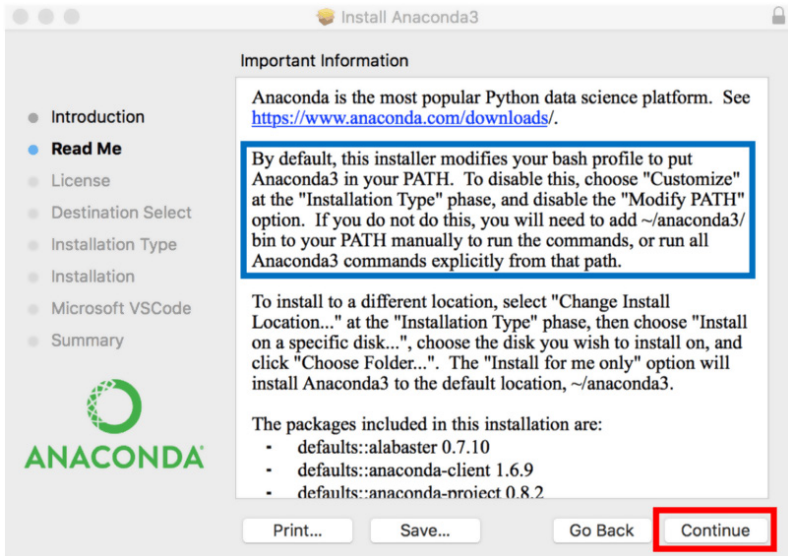 Install Anaconda3
Important Information
Introduction
Read Me
License
Destination Select
Installation Type
Installation
Microsoft VSCode
Summary
ANACONDA
Anaconda is the most popular Python data science platform.  See
https://www.anaconda.com/downloads/.
By default, this installer modifies your bash profile to put
Anaconda3 in your PATH.  To disable this, choose "Customize"
at the "Installation Type" phase, and disable the "Modify PATH"
option.  If you do not do this, you will need to add ~/anaconda3/
bin to your PATH manually to run the commands, or run all
Anaconda3 commands explicitly from that path.
To install to a different location, select "Change Install
Location..." at the "Installation Type" phase, then choose "Install
on a specific disk...", choose the disk you wish to install on, and
click "Choose Folder...".  The "Install for me only" option will
install Anaconda3 to the default location, ~/anaconda3.
The packages included in this installation are:
- defaults::alabaster 0.7.10
- defaults::anaconda-client 1.6.9
- defaults::anaconda-project 0.8.2
Print...
Save...
Go Back
Continue